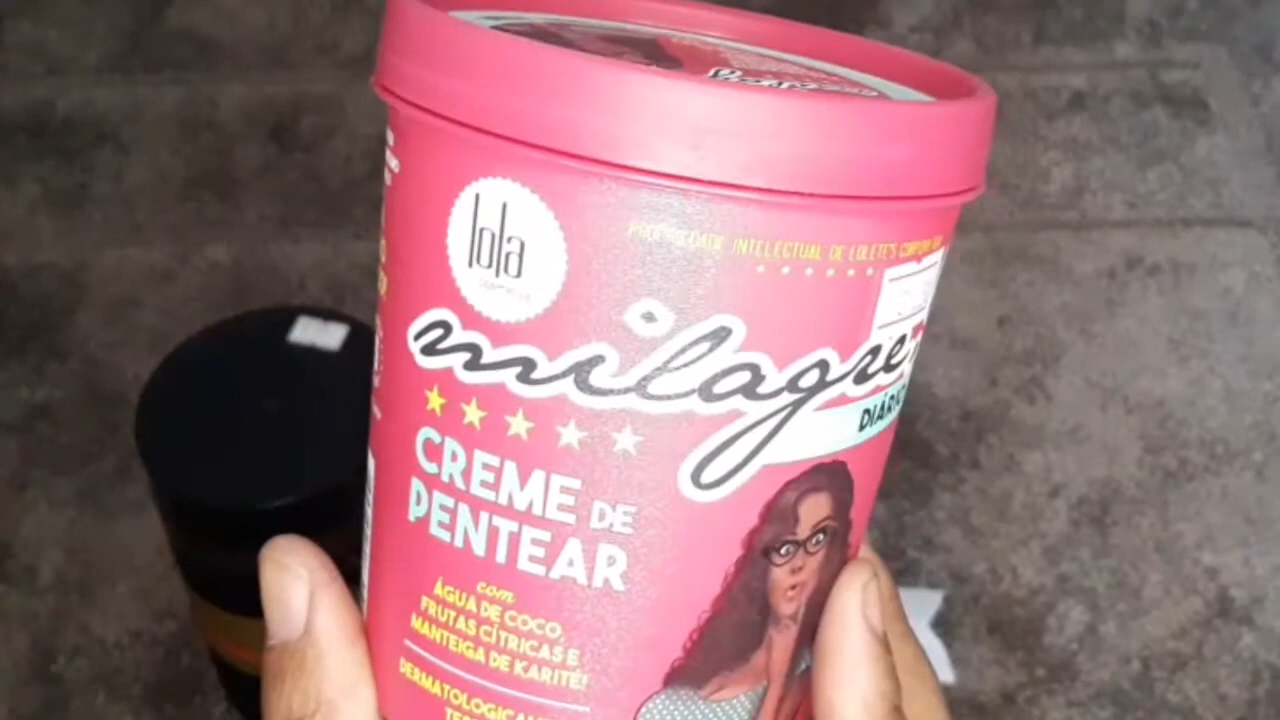 lola
cosmetics
PROPRIEDADE INTELECTUAL DE LOLETE'S
milagre
DIÁRIO
CREME DE
PENTEAR
com
ÁGUA DE COCO,
FRUTAS CÍTRICAS E
MANTEIGA DE KARITÉ!